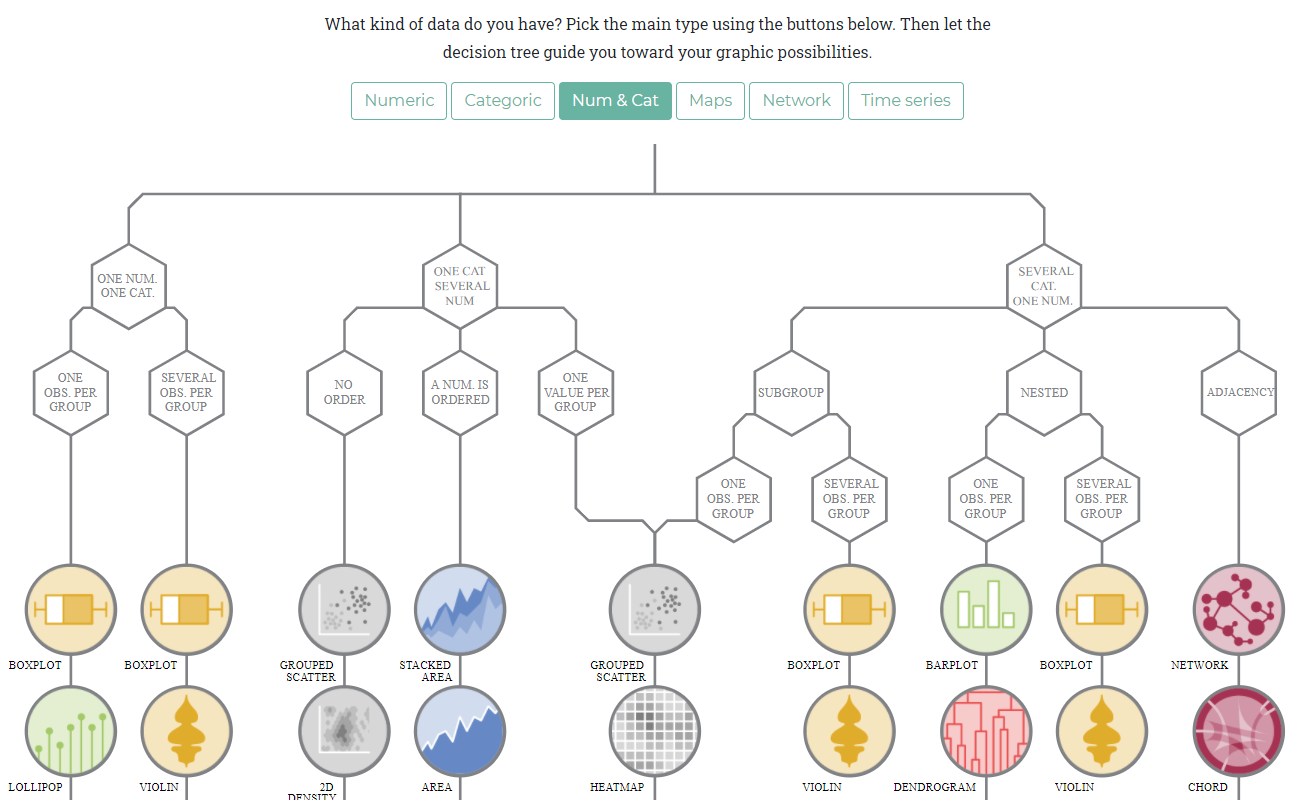 What kind of data do you have? Pick the main type using the buttons below. Then let the
decision tree guide you toward your graphic possibilities.
Numeric
Categoric
Num & Cat
Maps
Network
Time series
ONE NUM.
ONE CAT.
ONE CAT
SEVERAL
NUM
SEVERAL
CAT.
ONE NUM.
ONE
OBS. PER
GROUP
SEVERAL
OBS. PER
GROUP
NO
ORDER
A NUM. IS
ORDERED
ONE
VALUE PER
GROUP
SUBGROUP
NESTED
ADJACENCY
ONE
OBS. PER
GROUP
SEVERAL
OBS. PER
GROUP
ONE
OBS. PER
GROUP
SEVERAL
OBS. PER
GROUP
BOXPLOT
BOXPLOT
GROUPED
SCATTER
STACKED
AREA
GROUPED
SCATTER
BOXPLOT
BARPLOT
BOXPLOT
NETWORK
LOLLIPOP
VIOLIN
2D
DENSITY
AREA
HEATMAP
VIOLIN
DENDROGRAM
VIOLIN
CHORD